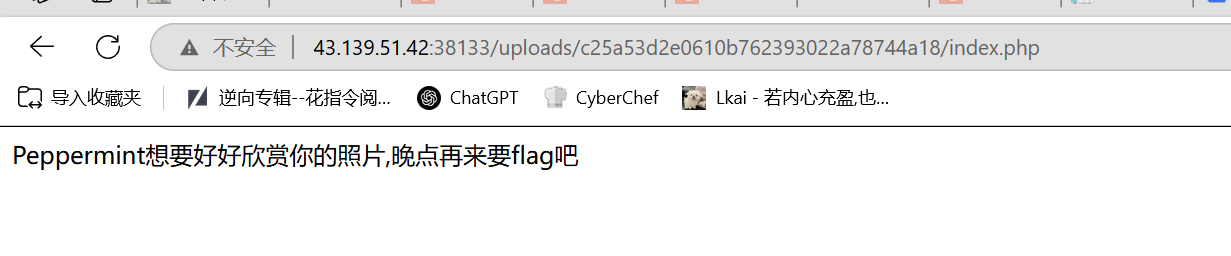 不安全 | 43.139.51.42:38133/uploads/c25a53d2e0610b762393022a78744a18/index.php
导入收藏夹 逆向专辑--花指令阅... ChatGPT CyberChef Lkai - 若内心充盈,也...
Peppermint想要好好欣赏你的照片,晚点再来要flag吧